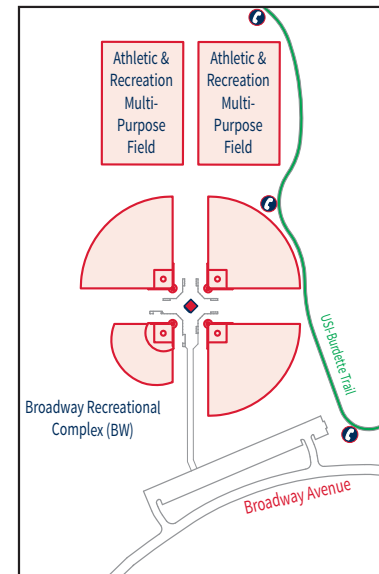 Athletic &
Recreation
Multi-
Purpose
Field
Athletic &
Recreation
Multi-
Purpose
Field
USI-Burdette Trail
Broadway Recreational
Complex (BW)
Broadway Avenue